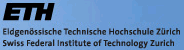 ETH
Eidgenössische Technische Hochschule Zürich
Swiss Federal Institute of Technology Zurich